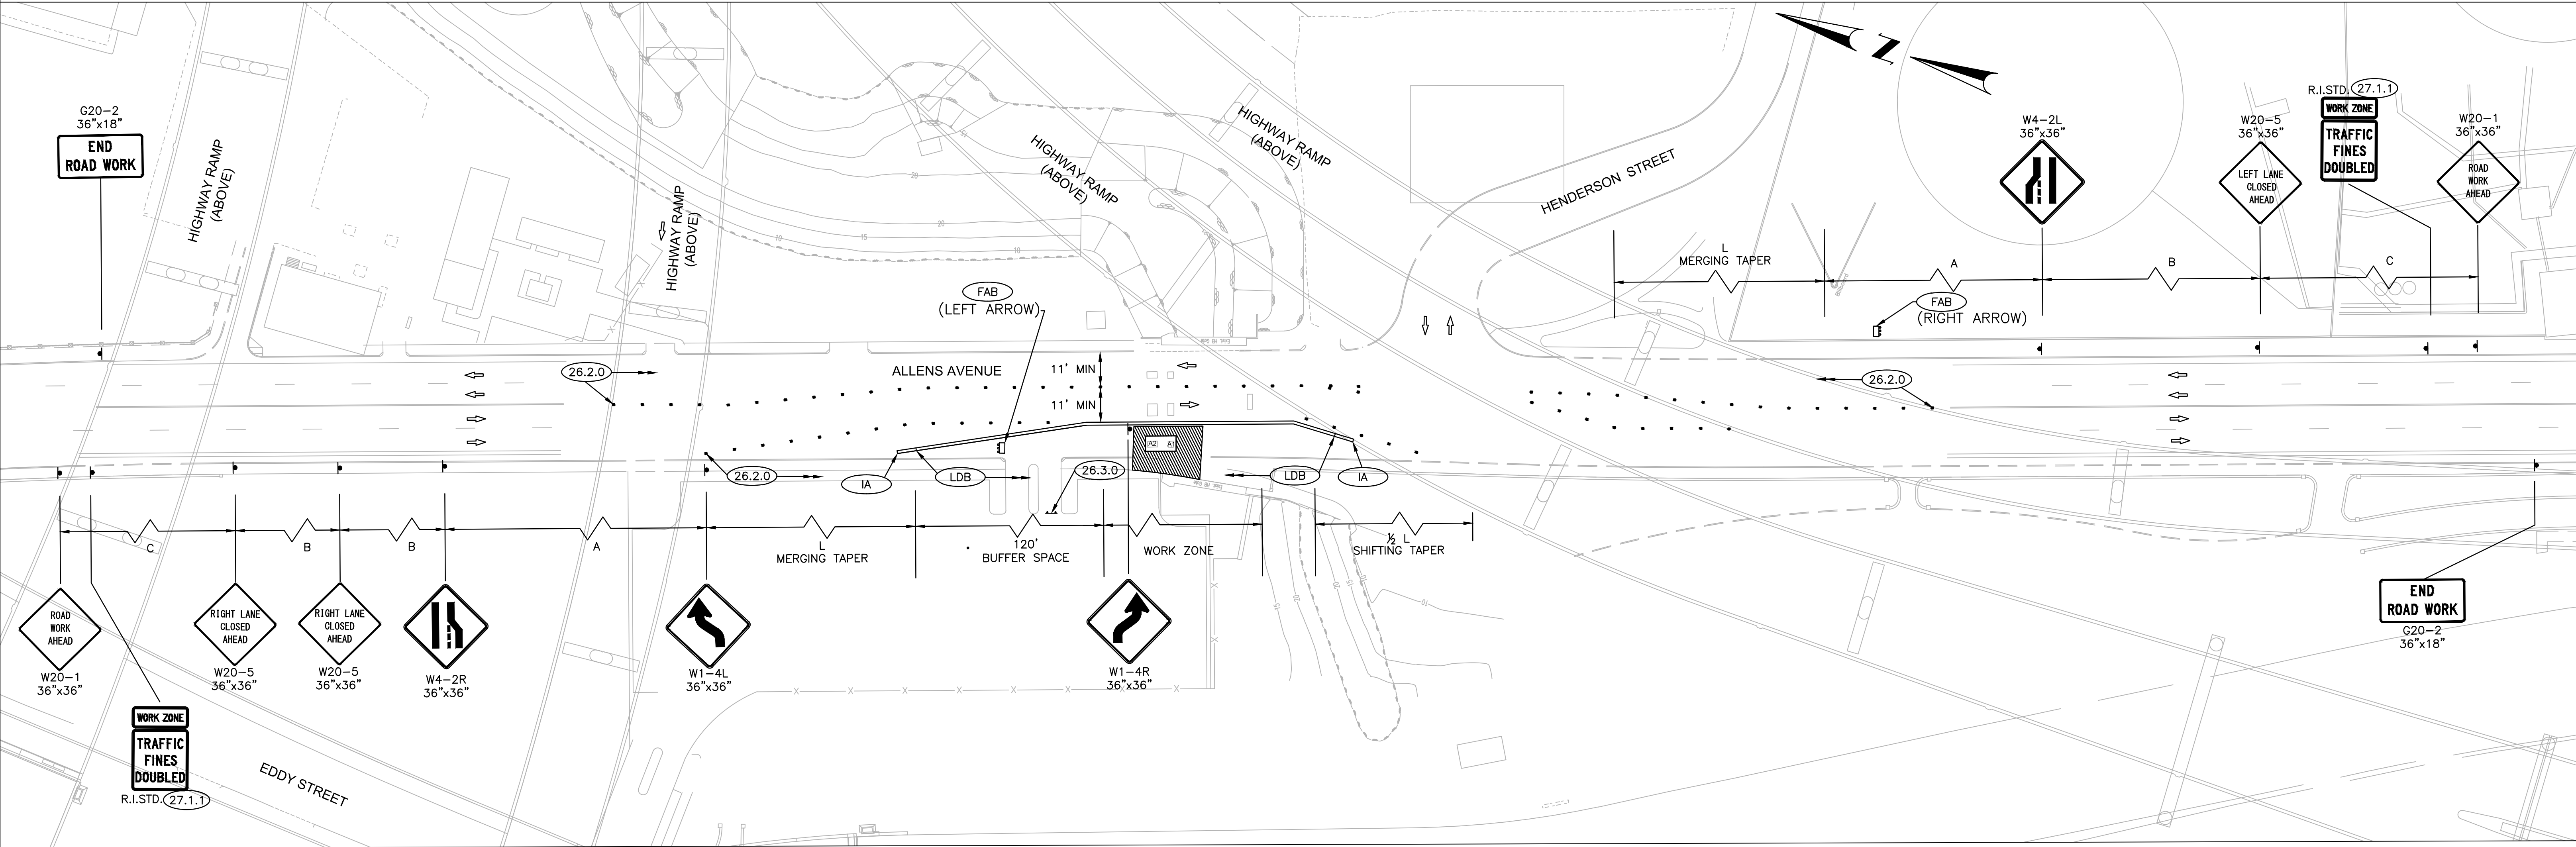 G20-2
36"x18"
END
ROAD WORK
HIGHWAY RAMP
(ABOVE)
HIGHWAY RAMP
(ABOVE)
HIGHWAY RAMP
(ABOVE)
HIGHWAY RAMP
(ABOVE)
HENDERSON STREET
N
W4-2L
36"x36"
W20-5
36"x36"
LEFT LANE
CLOSED
AHEAD
R.I.STD. 27.1.1
WORK ZONE
TRAFFIC
FINES
DOUBLED
W20-1
36"x36"
ROAD
WORK
AHEAD
L
MERGING TAPER
A
B
C
FAB
(RIGHT ARROW)
FAB
(LEFT ARROW)
20
15
10
10
26.2.0
ALLENS AVENUE
11' MIN
11' MIN
26.2.0
A2
A1
26.2.0
IA
LDB
26.3.0
LDB
IA
C
B
B
A
L
MERGING TAPER
120'
BUFFER SPACE
WORK ZONE
½ L
SHIFTING TAPER
ROAD
WORK
AHEAD
W20-1
36"x36"
RIGHT LANE
CLOSED
AHEAD
W20-5
36"x36"
RIGHT LANE
CLOSED
AHEAD
W20-5
36"x36"
W4-2R
36"x36"
W1-4L
36"x36"
W1-4R
36"x36"
END
ROAD WORK
G20-2
36"x18"
WORK ZONE
TRAFFIC
FINES
DOUBLED
R.I.STD. 27.1.1
EDDY STREET